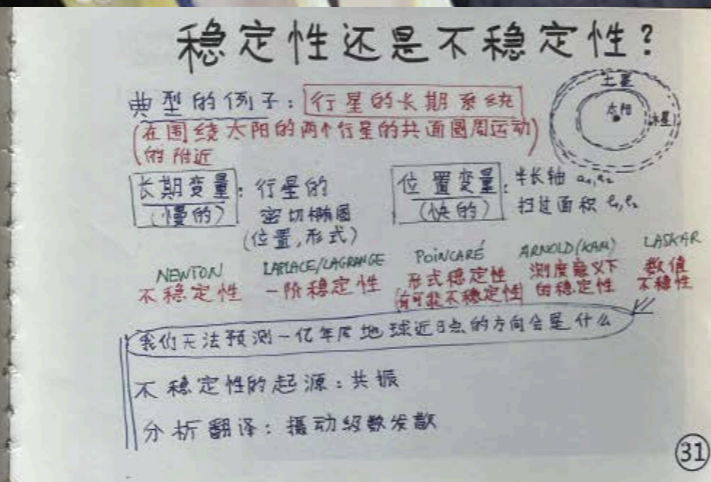 稳定性还是不稳定性?
典型的例子:行星的长期系统
(在围绕太阳的两个行星的共面圆周运动)
的附近
土星
太阳
木星
长期变量:行星的
(慢的) 密切椭圆
(位置,形式)
位置变量:半长轴 a₁,a₂
(快的) 扫过面积 ℓ₁,ℓ₂
NEWTON
不稳定性
LAPLACE/LAGRANGE
一阶稳定性
POINCARÉ
形式稳定性
(有可能不稳定性)
ARNOLD(KAM)
测度意义下
的稳定性
LASKAR
数值
不稳性
我们无法预测一亿年后地球近日点的方向会是什么
不稳定性的起源:共振
分析翻译:摄动级数发散
31